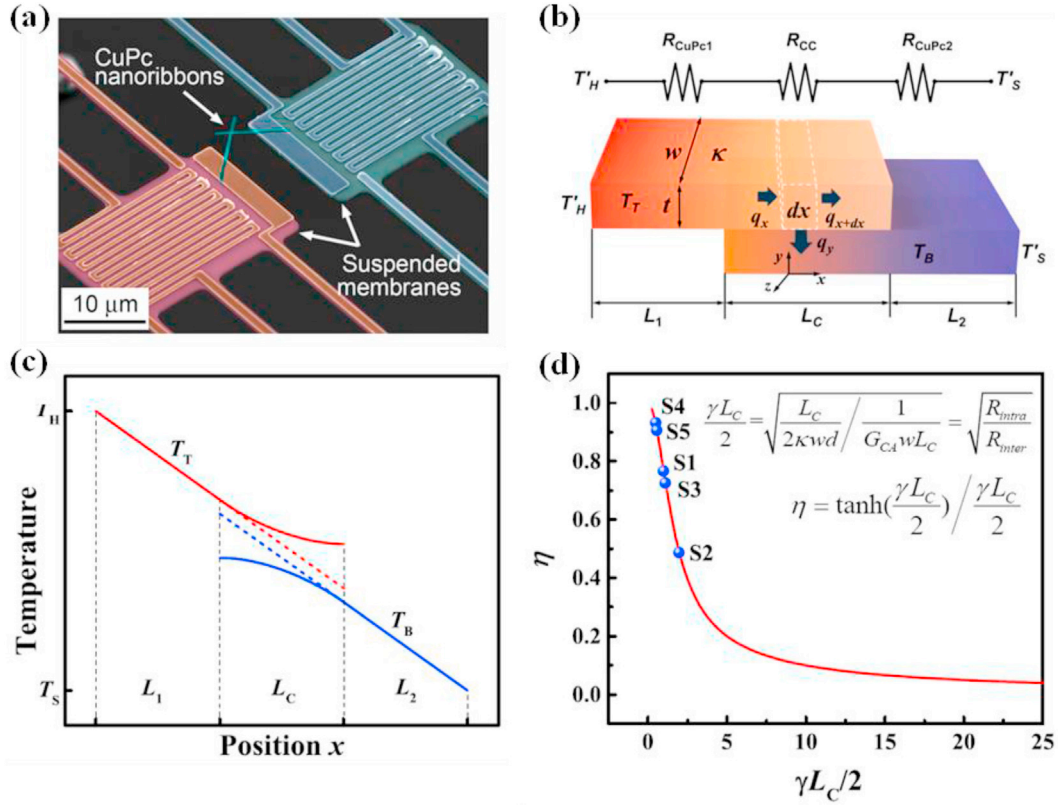 (a)
CuPc
nanoribbons
Suspended
membranes
10 μm
(b)
R_CuPc1 R_CC R_CuPc2
T'_H T'_S
w κ
T'_H T_T t q_x dx q_{x+dx}
q_y T_B T'_S
y
z x
L_1 L_C L_2
(c)
T_H
T_T
Temperature
T_B
T_S
L_1 L_C L_2
Position x
(d)
1.0
0.8
0.6
0.4
0.2
0.0
η
S4
S5
S1
S3
S2
γL_C/2 = √(L_C/2κwd / 1/G_CA wL_C) = √(R_intra/R_inter)
η = tanh(γL_C/2) / γL_C/2
0 5 10 15 20 25
γL_C/2